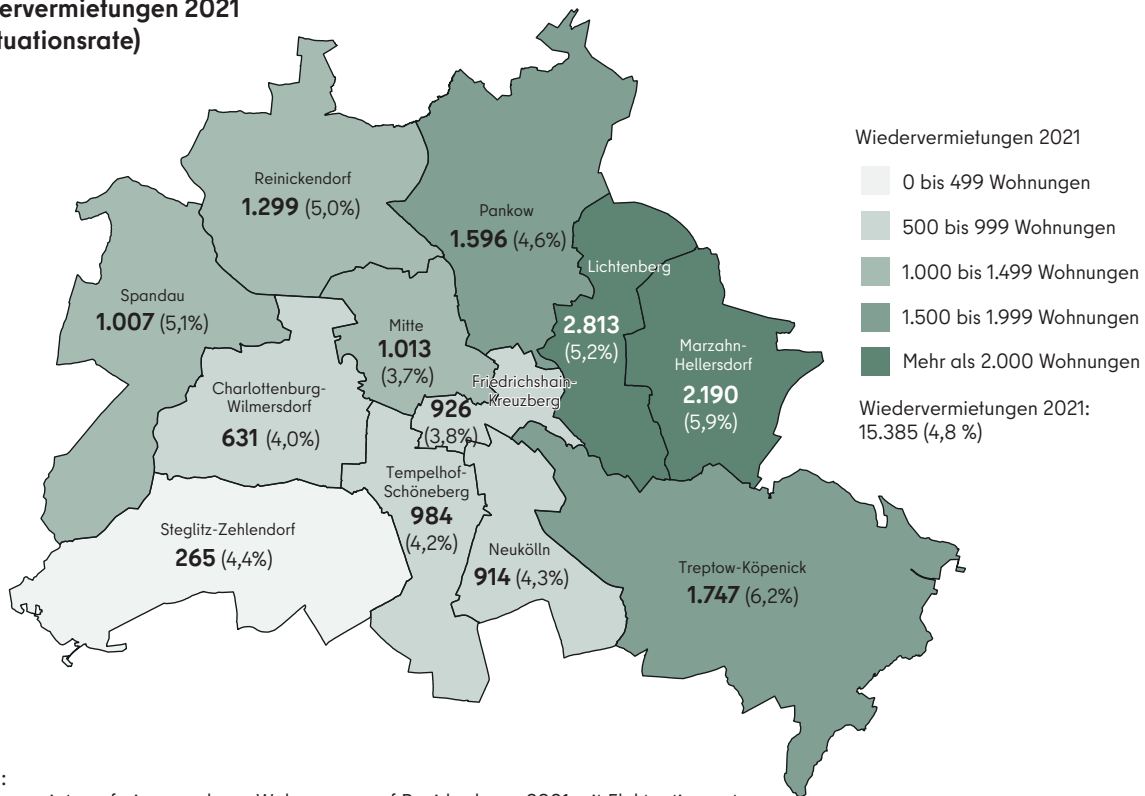 ervermietungen 2021
tuationsrate)
Reinickendorf
1.299 (5,0%)
Pankow
1.596 (4,6%)
Lichtenberg
2.813
(5,2%)
Marzahn-
Hellersdorf
2.190
(5,9%)
Spandau
1.007 (5,1%)
Mitte
1.013
(3,7%)
Friedrichshain-
Kreuzberg
926
(3,8%)
Charlottenburg-
Wilmersdorf
631 (4,0%)
Tempelhof-
Schöneberg
984
(4,2%)
Steglitz-Zehlendorf
265 (4,4%)
Neukölln
914 (4,3%)
Treptow-Köpenick
1.747 (6,2%)
Wiedervermietungen 2021
0 bis 499 Wohnungen
500 bis 999 Wohnungen
1.000 bis 1.499 Wohnungen
1.500 bis 1.999 Wohnungen
Mehr als 2.000 Wohnungen
Wiedervermietungen 2021:
15.385 (4,8 %)
: